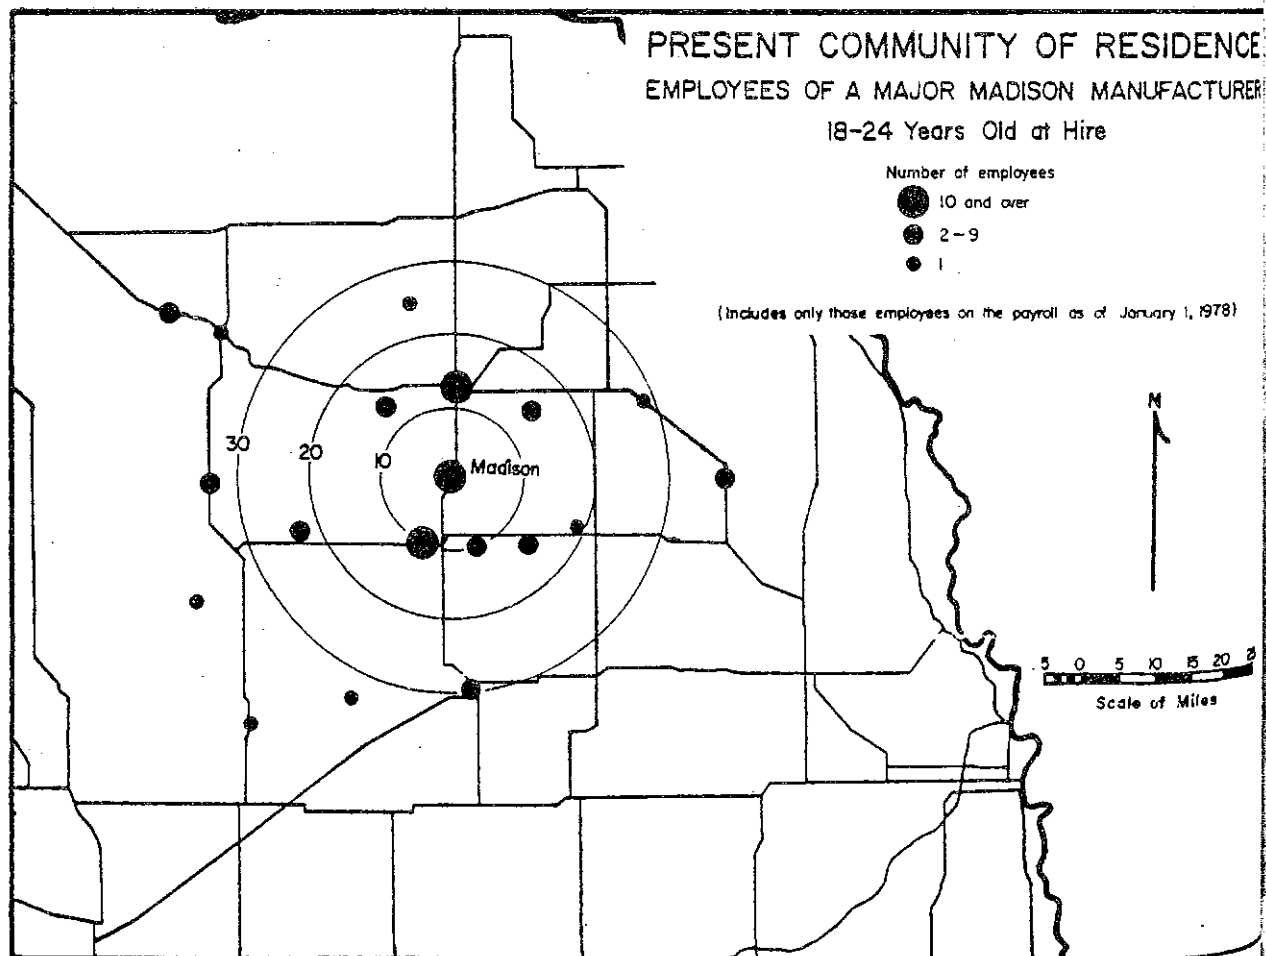 PRESENT COMMUNITY OF RESIDENCE
EMPLOYEES OF A MAJOR MADISON MANUFACTURER
18-24 Years Old at Hire
Number of employees
10 and over
2-9
1
(Includes only those employees on the payroll as of January 1, 1978)
N
30
20
10
Madison
5 0 5 10 15 20
Scale of Miles